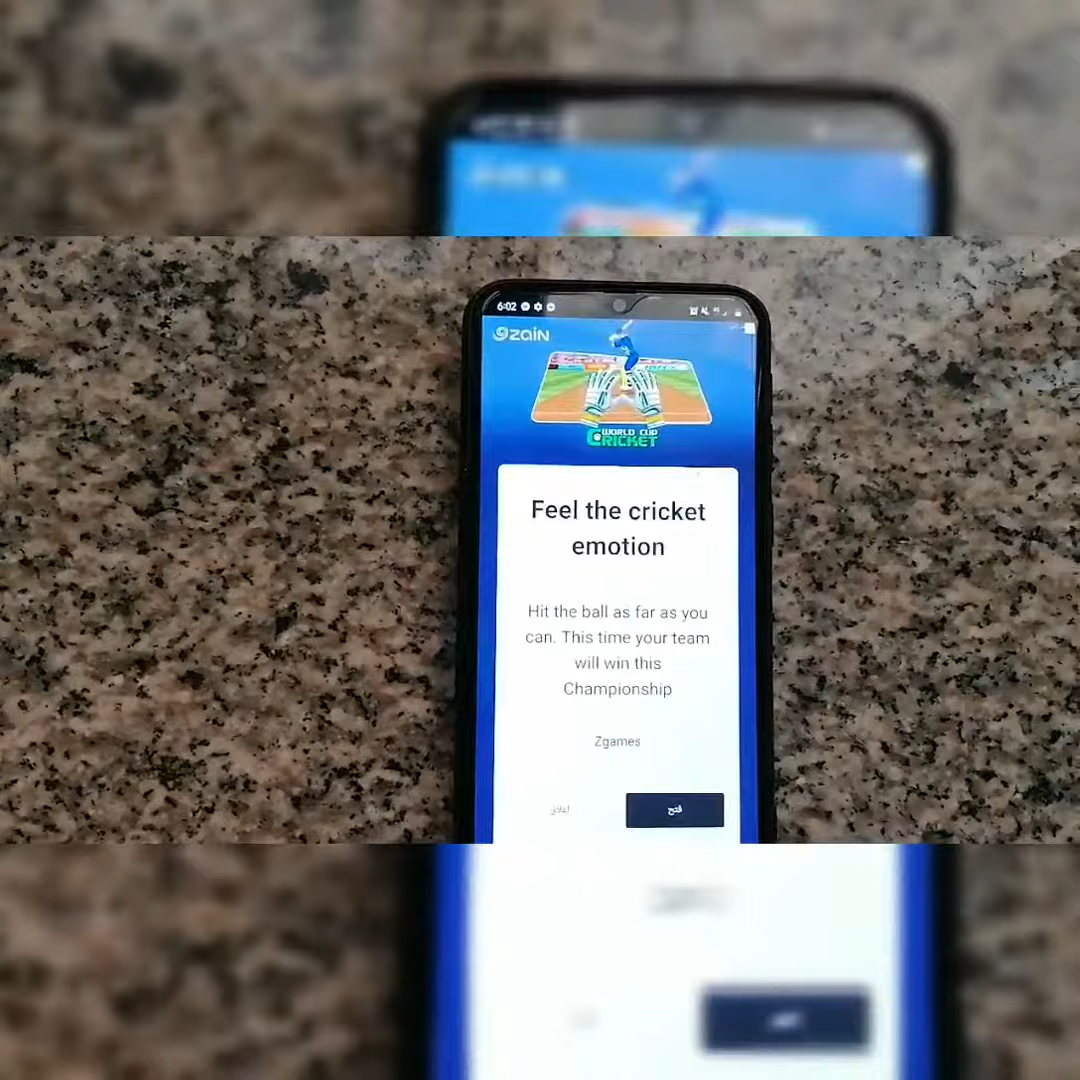 6:02
zain
WORLD CUP
CRICKET
Feel the cricket
emotion
Hit the ball as far as you
can. This time your team
will win this
Championship
Zgames
إغلاق
فتح